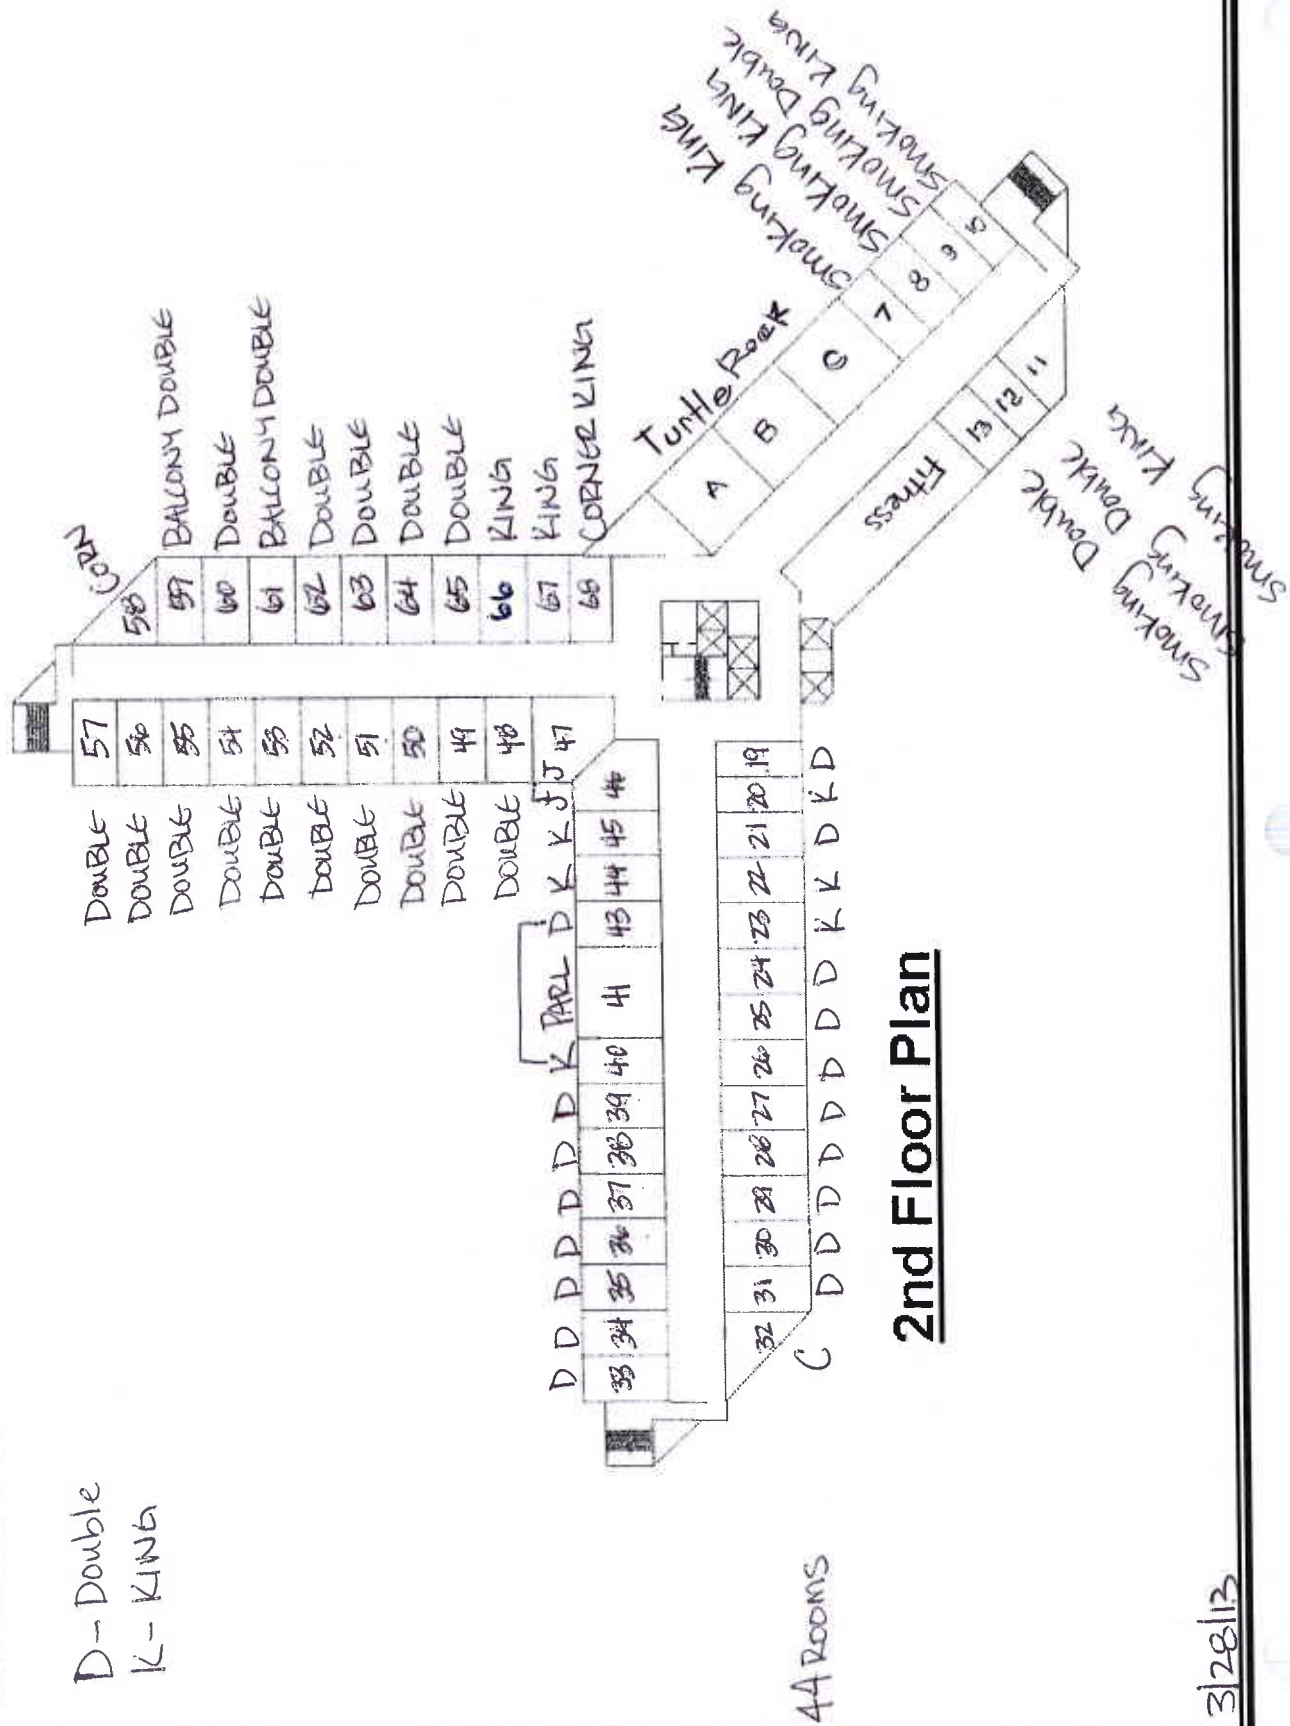 D - Double
K - KING
57
56
55
54
53
52
51
50
49
48
47
DOUBLE
DOUBLE
DOUBLE
DOUBLE
DOUBLE
DOUBLE
DOUBLE
DOUBLE
DOUBLE
DOUBLE
J
CORN
58
59 BALCONY DOUBLE
60 DOUBLE
61 BALCONY DOUBLE
62 DOUBLE
63 DOUBLE
64 DOUBLE
65 DOUBLE
66 KING
67 KING
68 CORNER KING
D D D D D D D K PARL D K K J
33 34 35 36 37 38 39 40 41 43 44 45 46
32 31 30 29 28 27 26 25 24 23 22 21 20 19
C D D D D D D D D K K D K D
Turtle Rock
A
B
C
7
8
Smoking KING
Smoking KING
Smoking Double
Smoking KING
Fitness
13
12
11
Smoking Double
Smoking Double
Smoking KING
2nd Floor Plan
44 Rooms
3/28/13